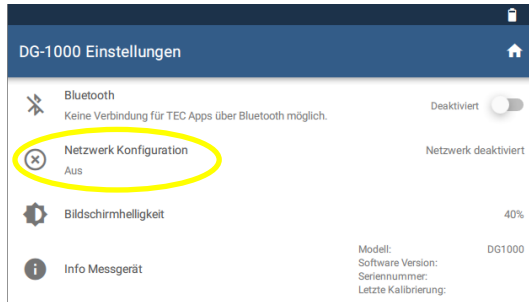 DG-1000 Einstellungen
Bluetooth
Keine Verbindung für TEC Apps über Bluetooth möglich.
Deaktiviert
Netzwerk Konfiguration
Aus
Netzwerk deaktiviert
Bildschirmhelligkeit
40%
Info Messgerät
Modell: DG1000
Software Version:
Seriennummer:
Letzte Kalibrierung: